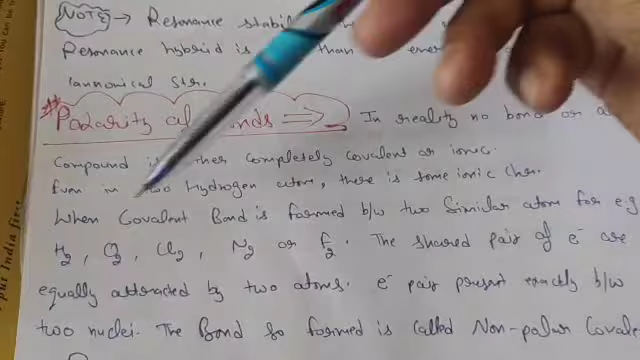 NOTE → Resonance
Resonance hybrid is than ener
Cannonical Str.
# Polarity of Bonds ⇒ In reality no bond or a
Compound is either completely covalent or ionic.
Even in two Hydrogen atom, there is some ionic Chr.
When Covalent Bond is formed b/w two Similar atom for e.g
H2, O2, Cl2, N2 or F2. The shared pair of e- are
equally attracted by two atoms. e- pair present exactly b/w
two nuclei. The Bond so formed is called Non-polar Covale